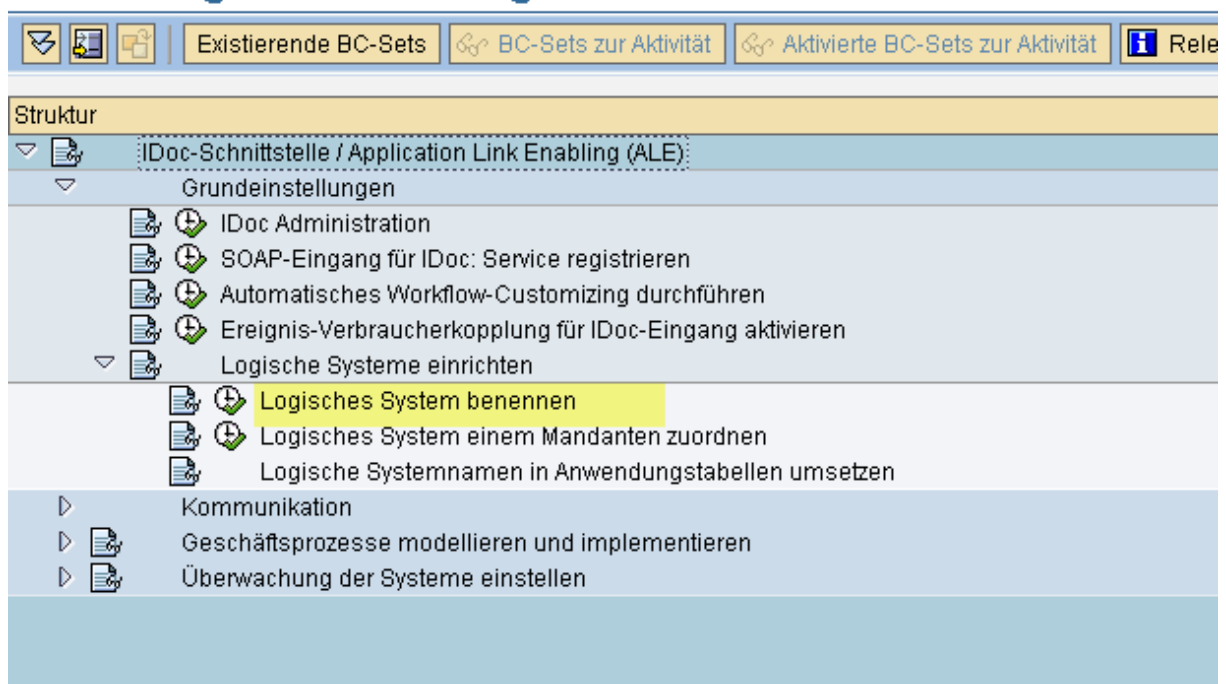 Existierende BC-Sets BC-Sets zur Aktivität Aktivierte BC-Sets zur Aktivität Rele
Struktur
IDoc-Schnittstelle / Application Link Enabling (ALE)
Grundeinstellungen
IDoc Administration
SOAP-Eingang für IDoc: Service registrieren
Automatisches Workflow-Customizing durchführen
Ereignis-Verbraucherkopplung für IDoc-Eingang aktivieren
Logische Systeme einrichten
Logisches System benennen
Logisches System einem Mandanten zuordnen
Logische Systemnamen in Anwendungstabellen umsetzen
Kommunikation
Geschäftsprozesse modellieren und implementieren
Überwachung der Systeme einstellen